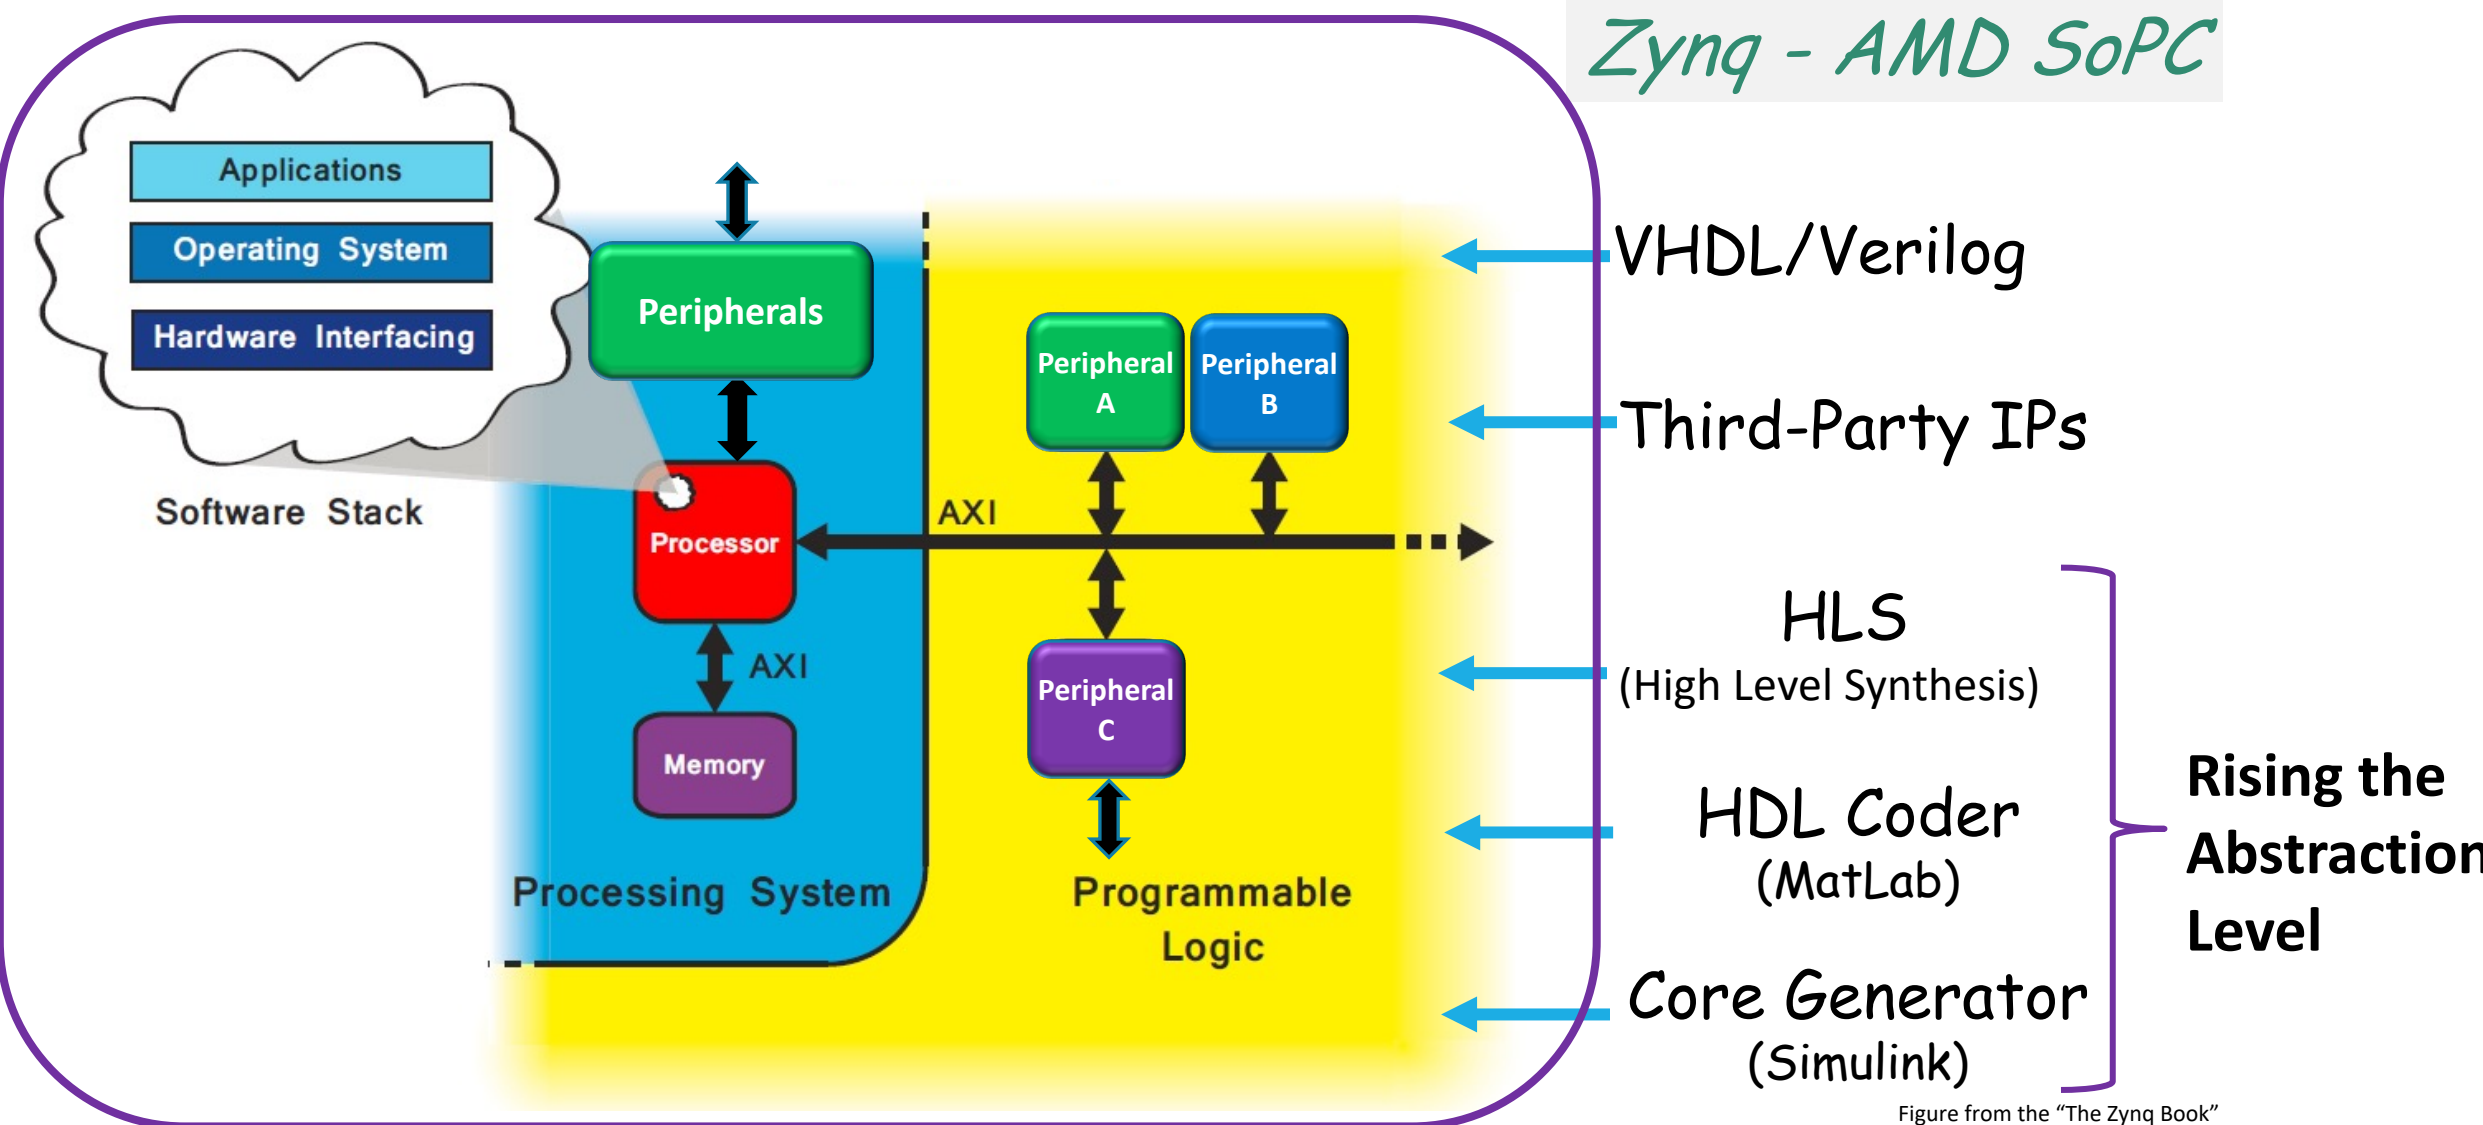 Zynq - AMD SoPC
Applications
Operating System
Hardware Interfacing
Software Stack
Peripherals
Processor
AXI
Memory
Processing System
AXI
Peripheral
A
Peripheral
B
Peripheral
C
Programmable
Logic
VHDL/Verilog
Third-Party IPs
HLS
(High Level Synthesis)
HDL Coder
(MatLab)
Core Generator
(Simulink)
Rising the
Abstraction
Level
Figure from the “The Zynq Book”